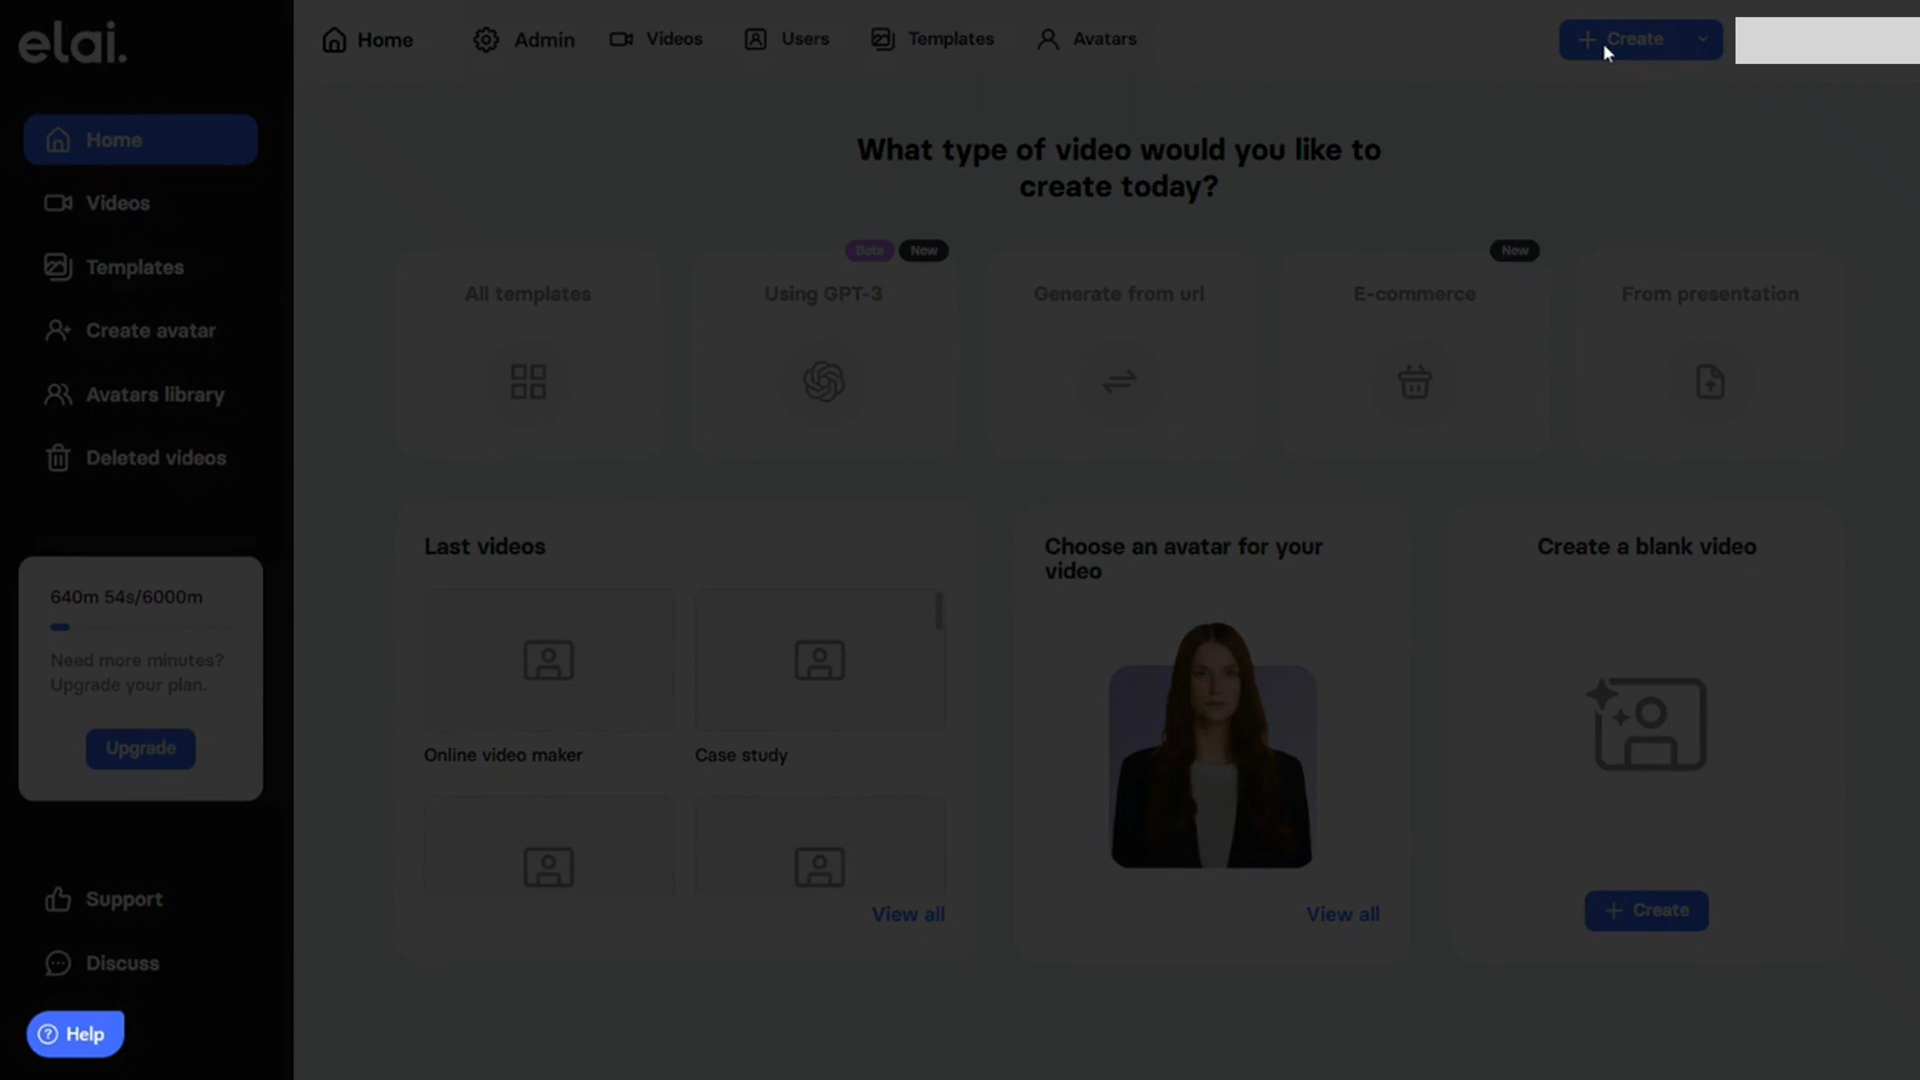 elai.
Home
Admin
Videos
Users
Templates
Avatars
Create
Home
Videos
Templates
Create avatar
Avatars library
Deleted videos
640m 54s/6000m
Need more minutes?
Upgrade your plan.
Upgrade
Support
Discuss
Help
What type of video would you like to
create today?
All templates
Beta
New
Using GPT-3
Generate from url
New
E-commerce
From presentation
Last videos
Online video maker
Case study
View all
Choose an avatar for your
video
View all
Create a blank video
Create